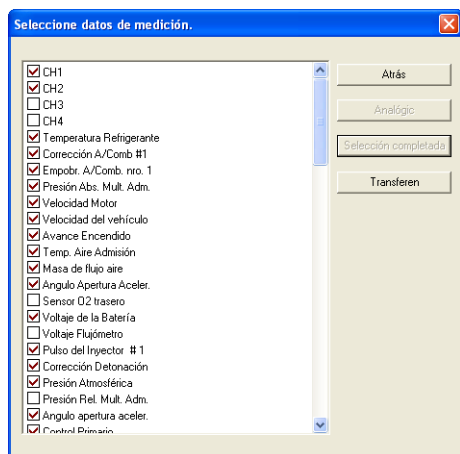 Seleccione datos de medición.
CH1
CH2
CH3
CH4
Temperatura Refrigerante
Corrección A/Comb #1
Empobr. A/Comb. nro. 1
Presión Abs. Mult. Adm.
Velocidad Motor
Velocidad del vehículo
Avance Encendido
Temp. Aire Admisión
Masa de flujo aire
Angulo Apertura Aceler.
Sensor O2 trasero
Voltaje de la Batería
Voltaje Flujómetro
Pulso del Inyector # 1
Corrección Detonación
Presión Atmosférica
Presión Rel. Mult. Adm.
Angulo apertura aceler.
Control Primario
Atrás
Analógic
Selección completada
Transferen